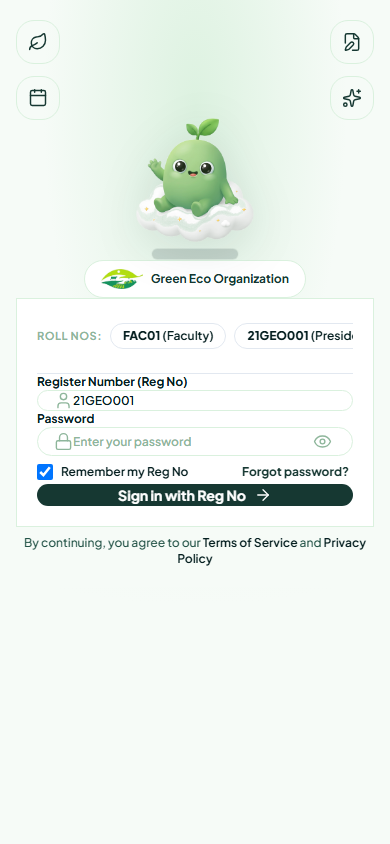 Green Eco Organization
ROLL NOS: FAC01 (Faculty) 21GEO001
Register Number (Reg No)
21GEO001
Password
Enter your password
Remember my Reg No Forgot password?
Sign in with Reg No
By continuing, you agree to our Terms of Service and Privacy
Policy